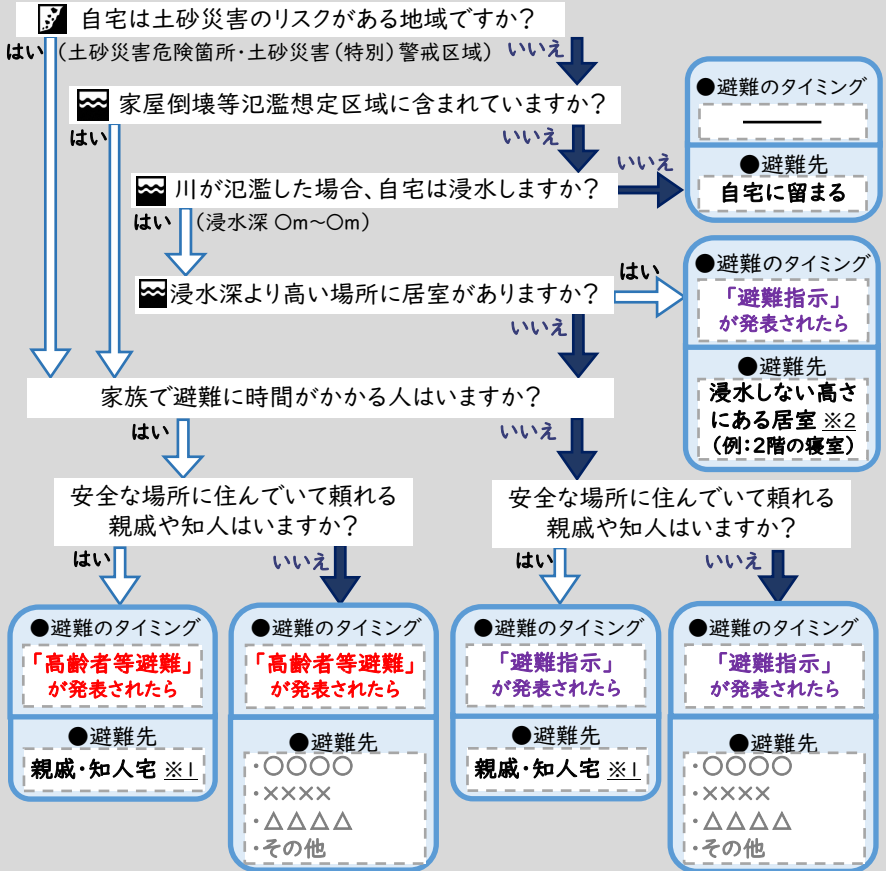 自宅は土砂災害のリスクがある地域ですか?
はい (土砂災害危険箇所・土砂災害(特別)警戒区域) いいえ
家屋倒壊等氾濫想定区域に含まれていますか?
はい
いいえ
●避難のタイミング
―――
●避難先
自宅に留まる
川が氾濫した場合、自宅は浸水しますか?
いいえ
はい (浸水深 〇m~〇m)
浸水深より高い場所に居室がありますか?
はい
いいえ
●避難のタイミング
「避難指示」
が発表されたら
●避難先
浸水しない高さ
にある居室 ※2
(例:2階の寝室)
家族で避難に時間がかかる人はいますか?
はい
いいえ
安全な場所に住んでいて頼れる
親戚や知人はいますか?
はい
いいえ
安全な場所に住んでいて頼れる
親戚や知人はいますか?
はい
いいえ
●避難のタイミング
「高齢者等避難」
が発表されたら
●避難先
親戚・知人宅 ※1
●避難のタイミング
「高齢者等避難」
が発表されたら
●避難先
・〇〇〇〇
・××××
・△△△△
・その他
●避難のタイミング
「避難指示」
が発表されたら
●避難先
親戚・知人宅 ※1
●避難のタイミング
「避難指示」
が発表されたら
●避難先
・〇〇〇〇
・××××
・△△△△
・その他